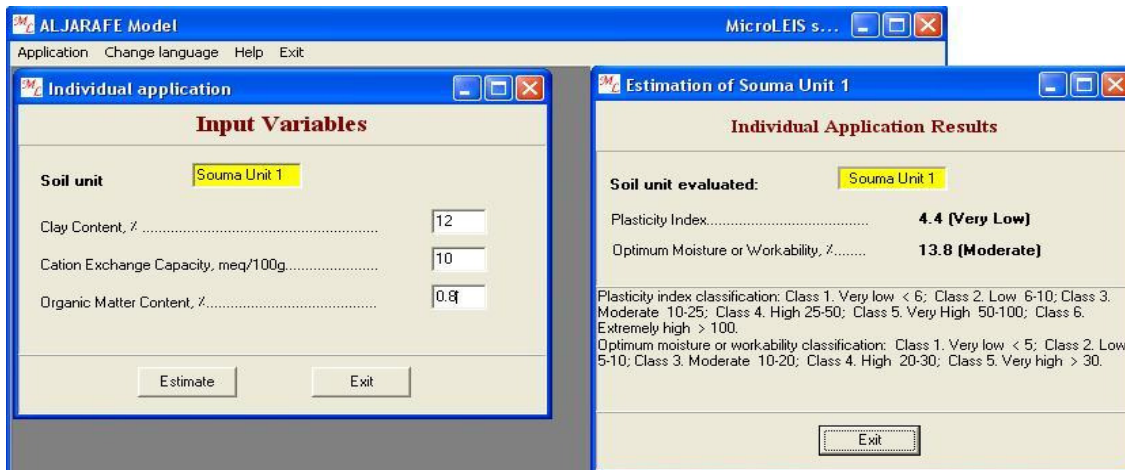 ALJARAFE Model
MicroLEIS s...
Application Change language Help Exit
Individual application
Input Variables
Soil unit
Souma Unit 1
Clay Content, % ........................................................... 12
Cation Exchange Capacity, meq/100g....................... 10
Organic Matter Content, %........................................... 0.8
Estimate
Exit
Estimation of Souma Unit 1
Individual Application Results
Soil unit evaluated:
Souma Unit 1
Plasticity Index......................................... 4.4 (Very Low)
Optimum Moisture or Workability, %........ 13.8 (Moderate)
Plasticity index classification: Class 1. Very low < 6; Class 2. Low 6-10; Class 3.
Moderate 10-25; Class 4. High 25-50; Class 5. Very High 50-100; Class 6.
Extremely high > 100.
Optimum moisture or workability classification: Class 1. Very low < 5; Class 2. Low
5-10; Class 3. Moderate 10-20; Class 4. High 20-30; Class 5. Very high > 30.
Exit